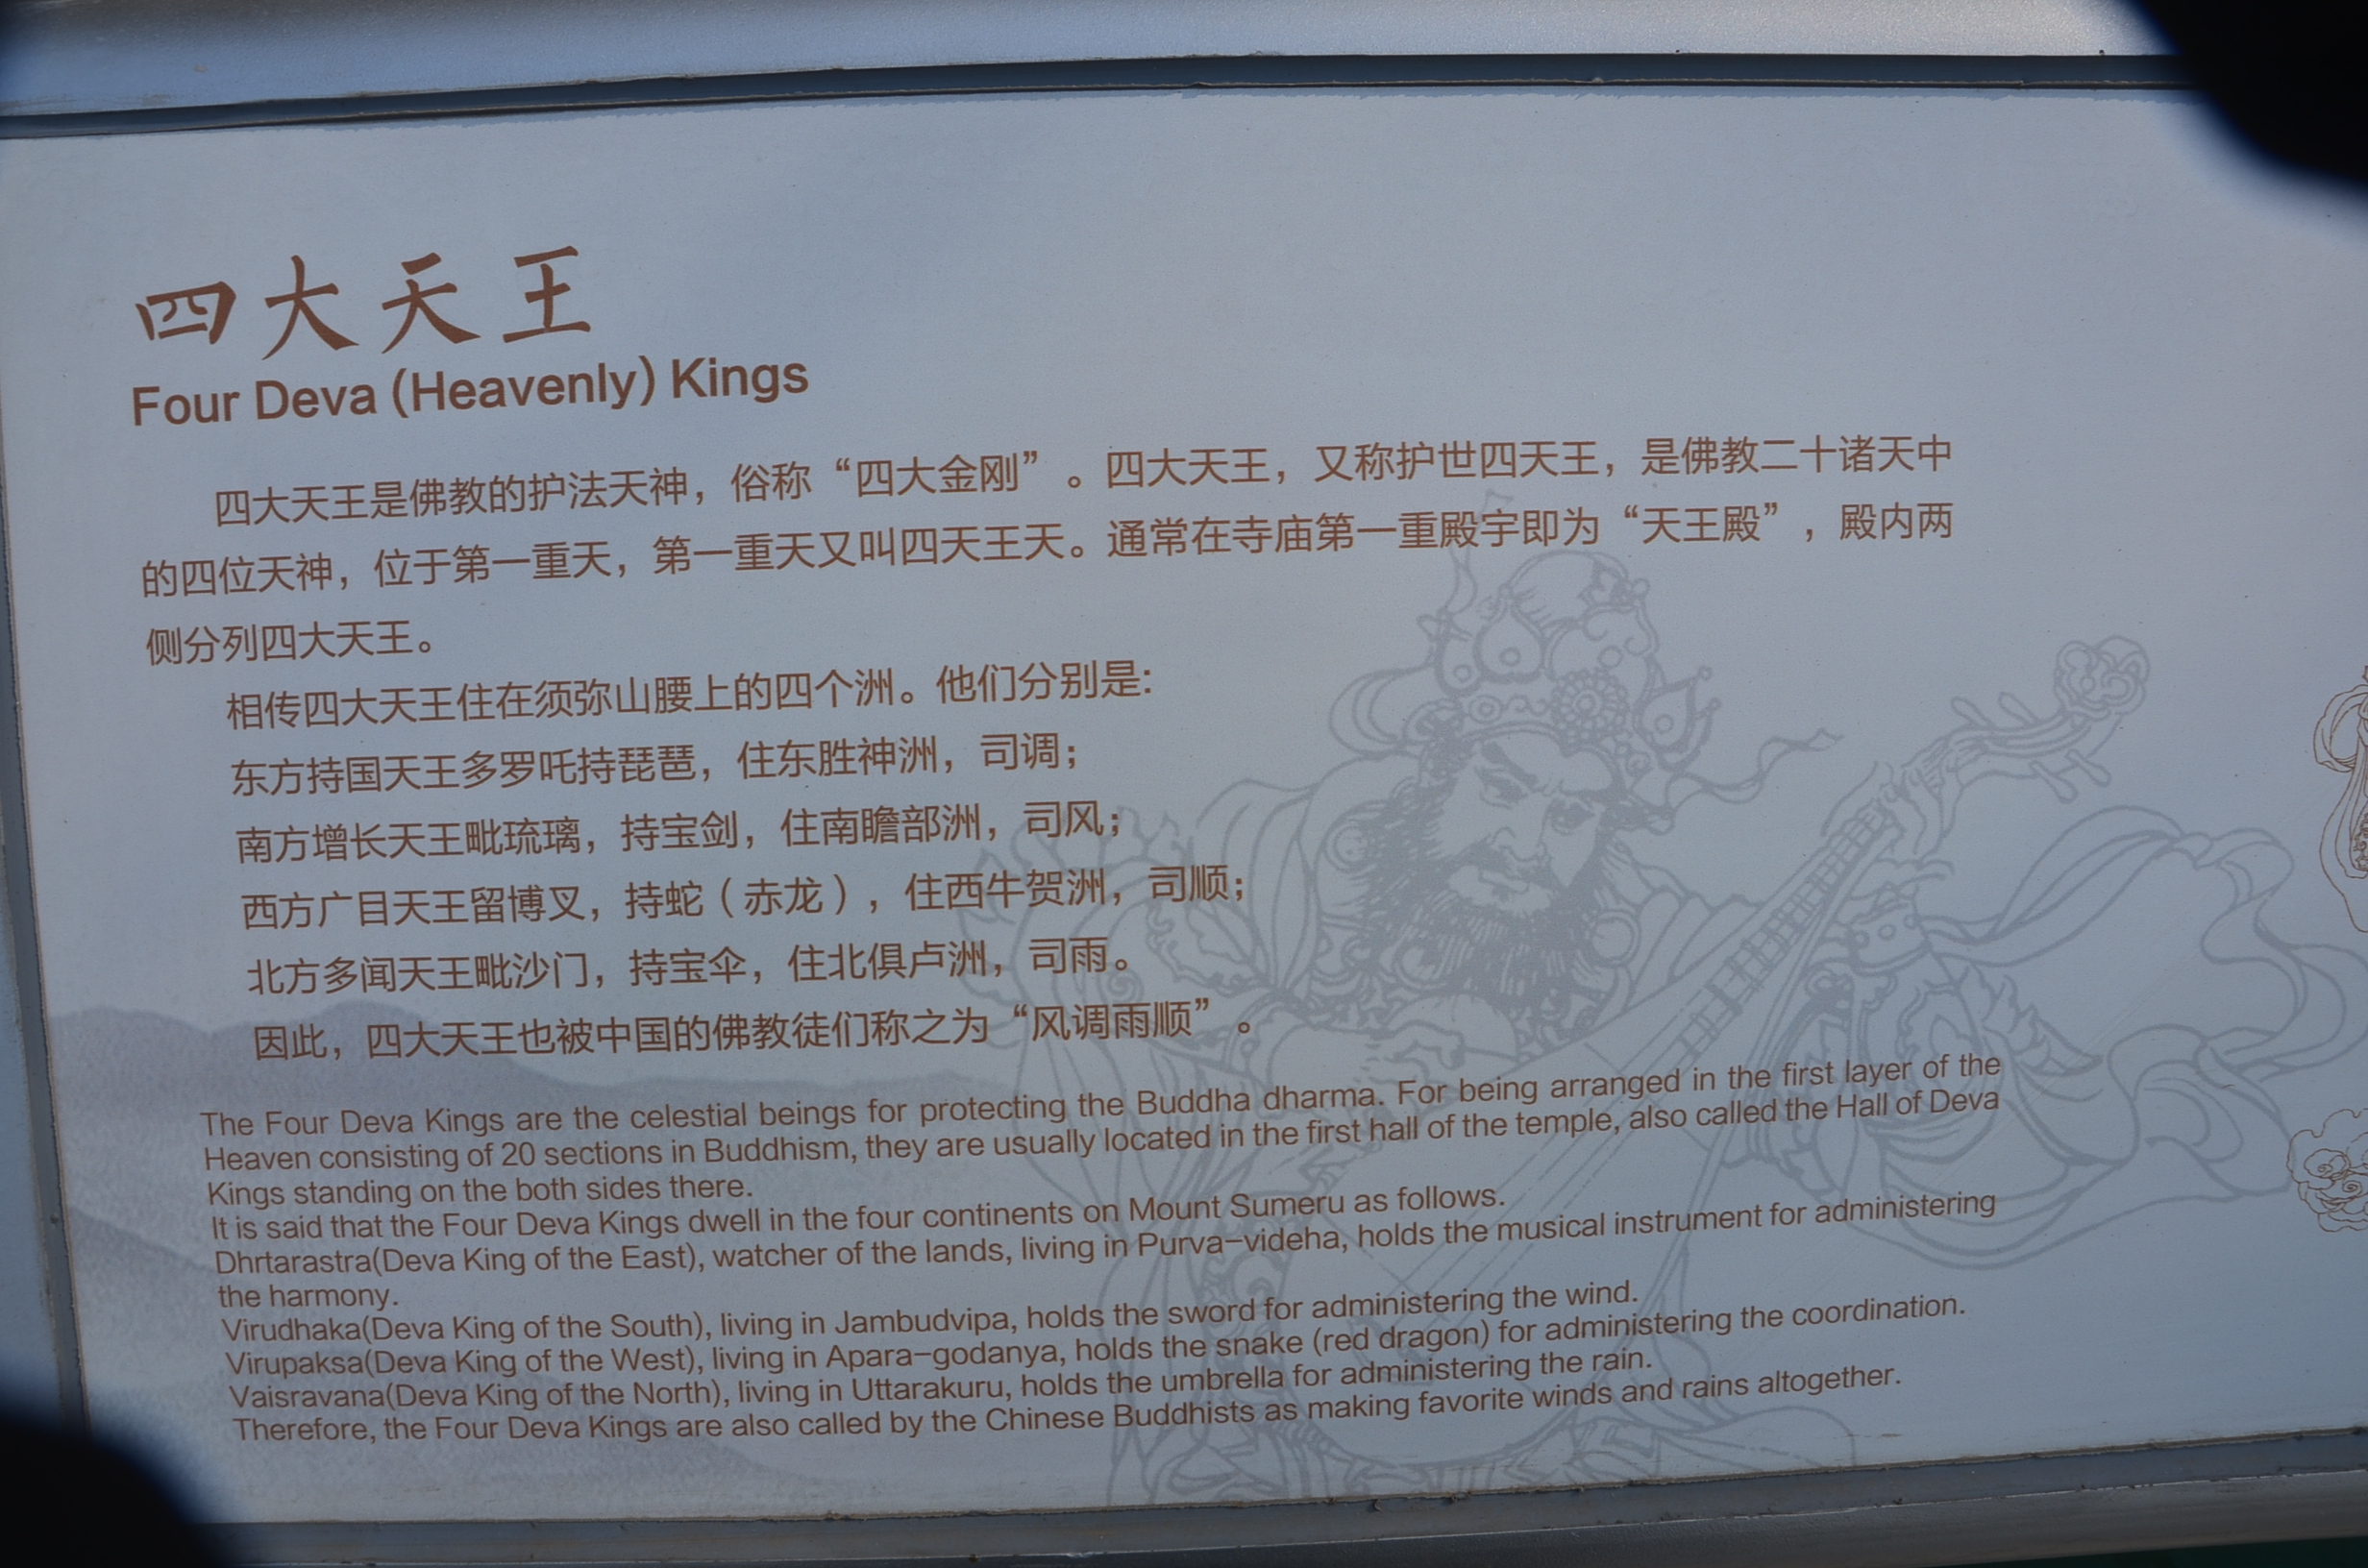 四大天王
Four Deva (Heavenly) Kings
四大天王是佛教的护法天神，俗称“四大金刚”。四大天王，又称护世四天王，是佛教二十诸天中
的四位天神，位于第一重天，第一重天又叫四天王天。通常在寺庙第一重殿宇即为“天王殿”，殿内两
侧分列四大天王。
相传四大天王住在须弥山腰上的四个洲。他们分别是:
东方持国天王多罗吒持琵琶，住东胜神洲，司调；
南方增长天王毗琉璃，持宝剑，住南瞻部洲，司风；
西方广目天王留博叉，持蛇（赤龙），住西牛贺洲，司顺；
北方多闻天王毗沙门，持宝伞，住北俱卢洲，司雨。
因此，四大天王也被中国的佛教徒们称之为“风调雨顺”。
The Four Deva Kings are the celestial beings for protecting the Buddha dharma. For being arranged in the first layer of the
Heaven consisting of 20 sections in Buddhism, they are usually located in the first hall of the temple, also called the Hall of Deva
Kings standing on the both sides there.
It is said that the Four Deva Kings dwell in the four continents on Mount Sumeru as follows.
Dhrtarastra(Deva King of the East), watcher of the lands, living in Purva-videha, holds the musical instrument for administering
the harmony.
Virudhaka(Deva King of the South), living in Jambudvipa, holds the sword for administering the wind.
Virupaksa(Deva King of the West), living in Apara-godanya, holds the snake (red dragon) for administering the coordination.
Vaisravana(Deva King of the North), living in Uttarakuru, holds the umbrella for administering the rain.
Therefore, the Four Deva Kings are also called by the Chinese Buddhists as making favorite winds and rains altogether.